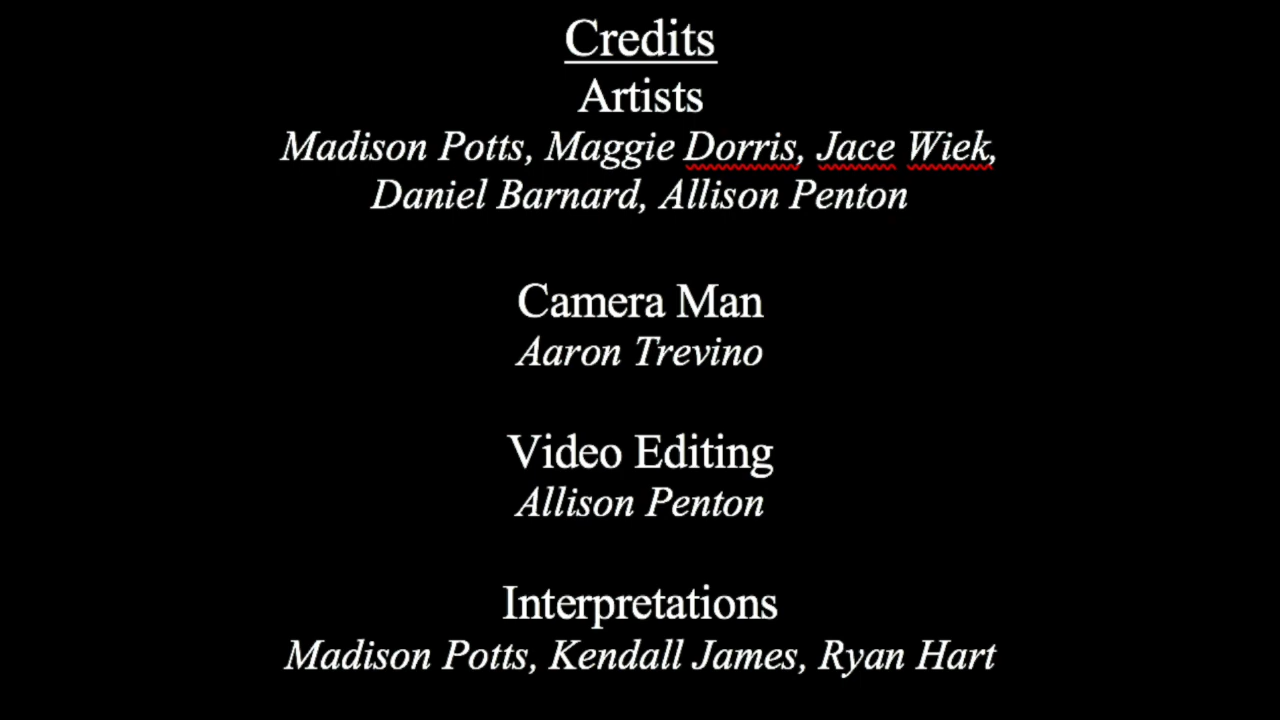 Credits
Artists
Madison Potts, Maggie Dorris, Jace Wiek,
Daniel Barnard, Allison Penton
Camera Man
Aaron Trevino
Video Editing
Allison Penton
Interpretations
Madison Potts, Kendall James, Ryan Hart